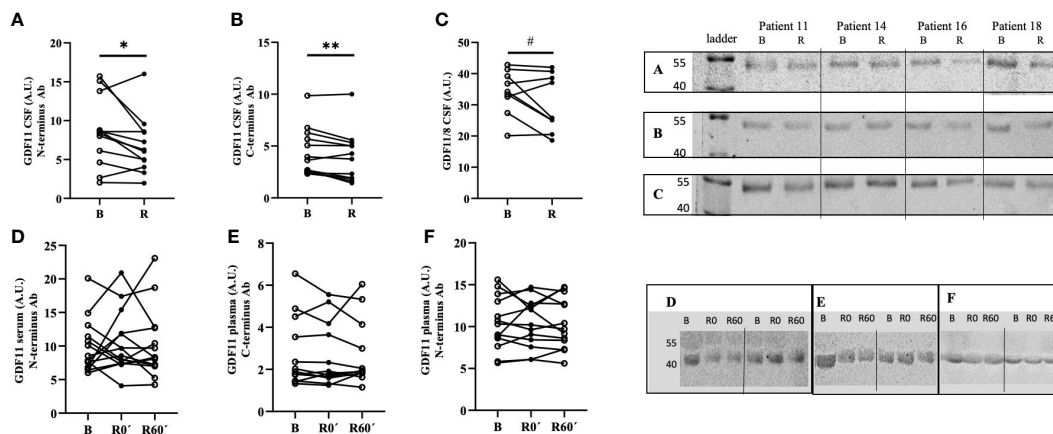 A
GDF11 CSF (A.U.)
N-terminus Ab
20
15
10
5
0
*
B R
B
GDF11 CSF (A.U.)
C-terminus Ab
15
10
5
0
**
B R
C
GDF11/8 CSF (A.U.)
50
40
30
20
10
0
#
B R
D
GDF11 serum (A.U.)
N-terminus Ab
25
20
15
10
5
0
B R0´ R60´
E
GDF11 plasma (A.U.)
C-terminus Ab
8
6
4
2
0
B R0´ R60´
F
GDF11 plasma (A.U.)
N-terminus Ab
20
15
10
5
0
B R0´ R60´
ladder
Patient 11 Patient 14 Patient 16 Patient 18
B R B R B R B R
A 55
40
B 55
40
C 55
40
D E F
B R0 R60 B R0 R60 B R0 R60 B R0 R60 B R0 R60 B R0
55
40